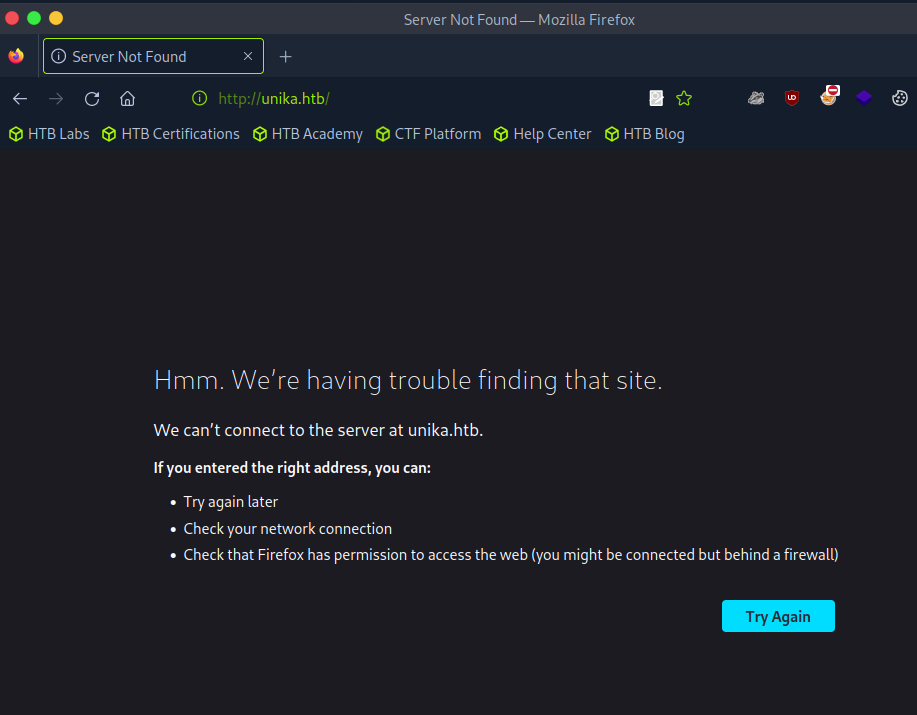 Server Not Found — Mozilla Firefox
Server Not Found
http://unika.htb/
HTB Labs HTB Certifications HTB Academy CTF Platform Help Center HTB Blog
Hmm. We're having trouble finding that site.
We can't connect to the server at unika.htb.
If you entered the right address, you can:
• Try again later
• Check your network connection
• Check that Firefox has permission to access the web (you might be connected but behind a firewall)
Try Again